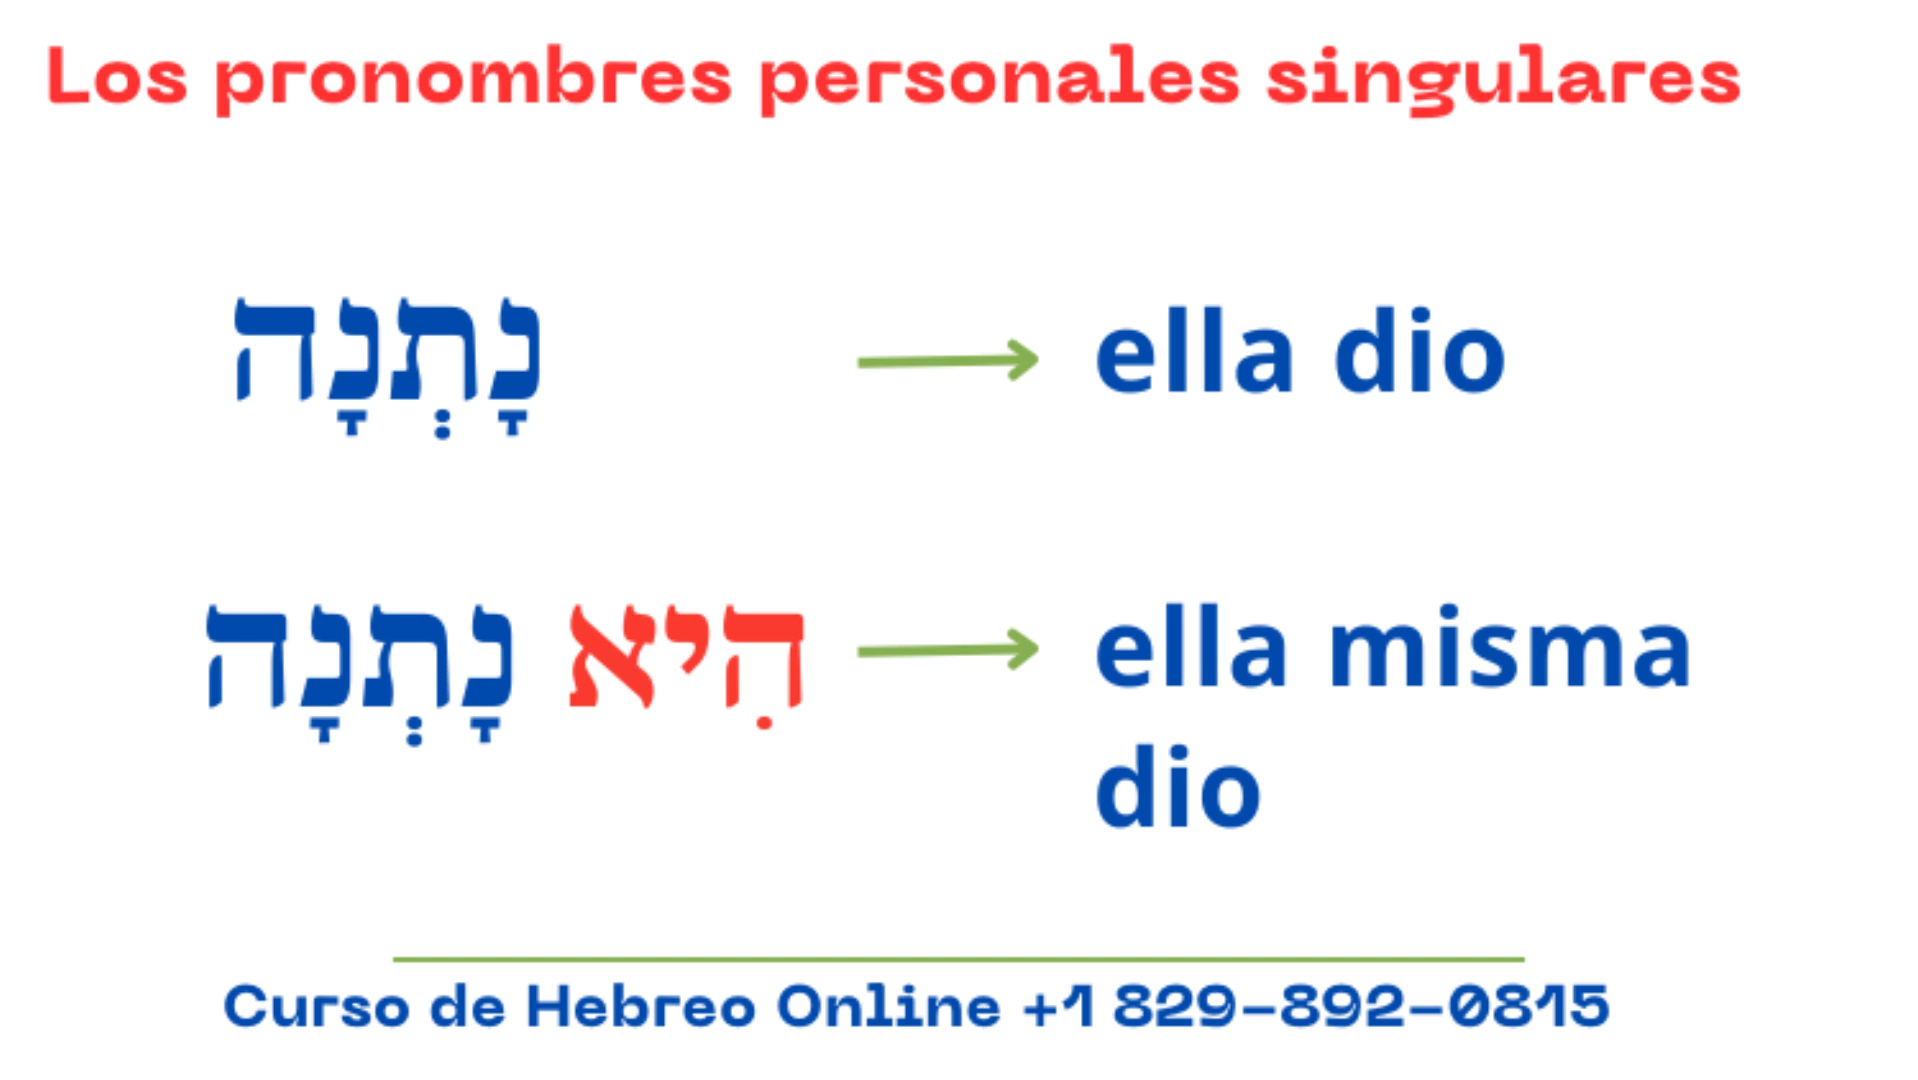 Los pronombres personales singulares
נָתְנָה → ella dio
הִיא נָתְנָה → ella misma
dio
Curso de Hebreo Online +1 829-892-0815